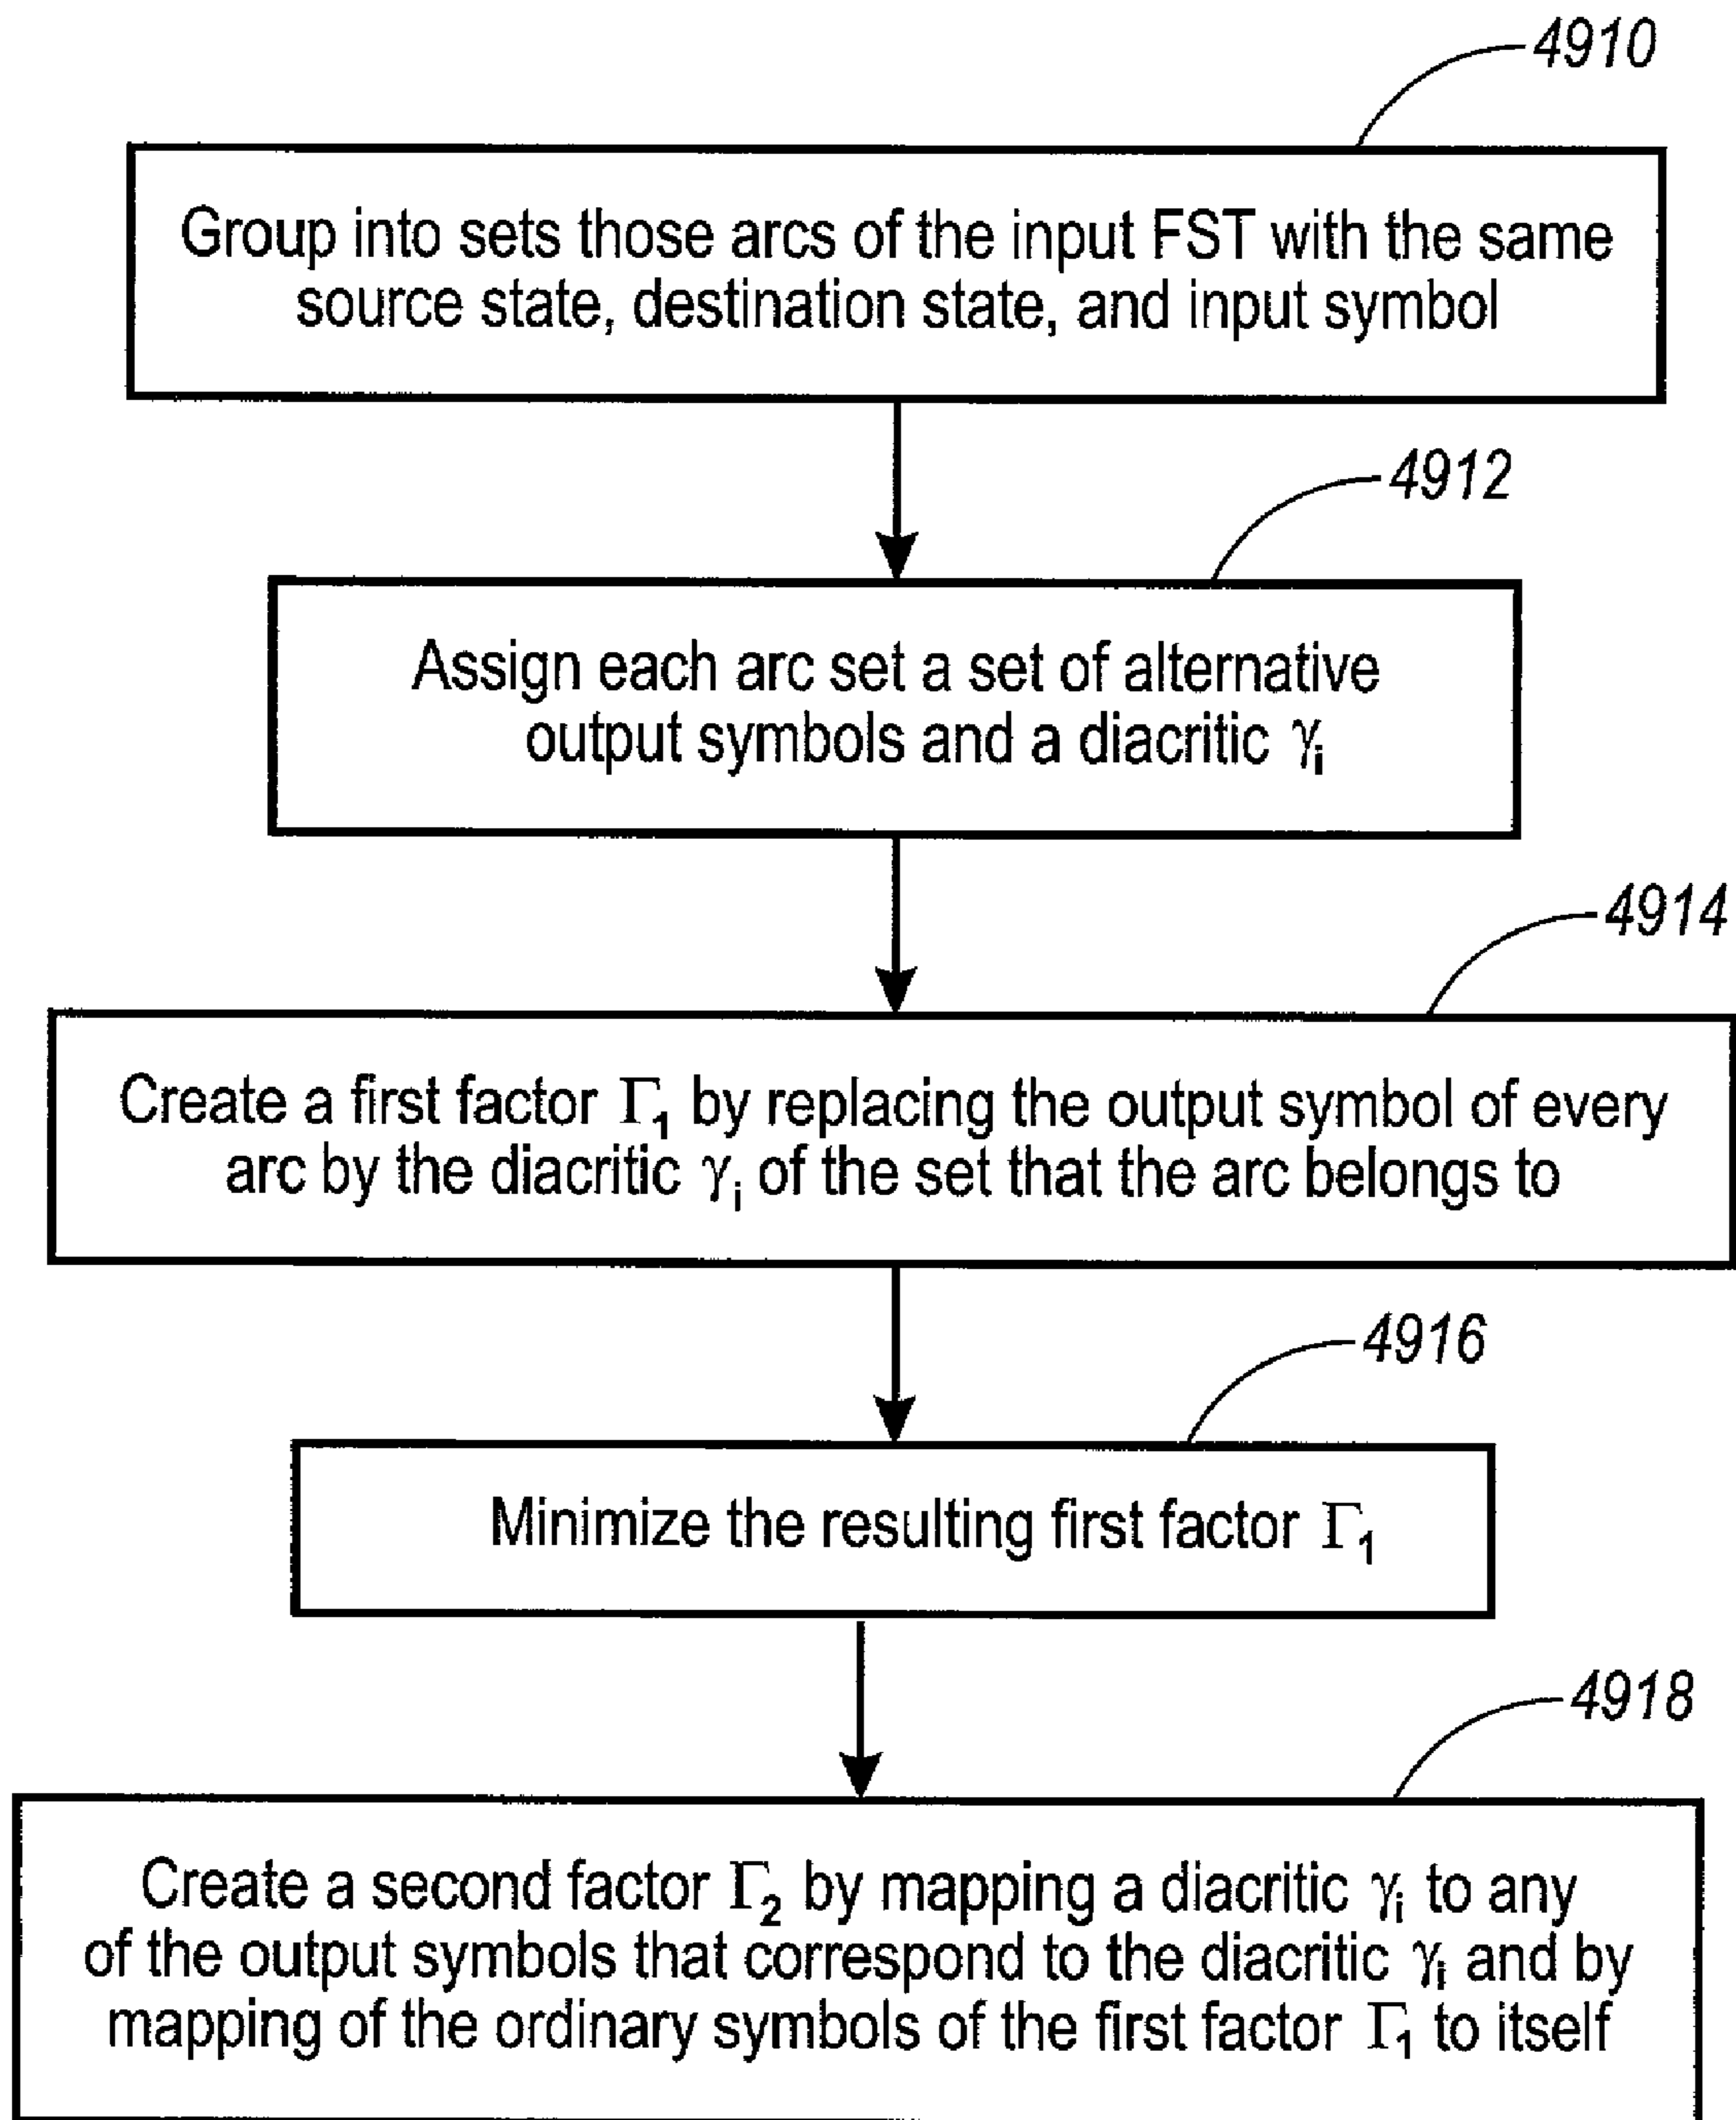 4910
Group into sets those arcs of the input FST with the same
source state, destination state, and input symbol
4912
Assign each arc set a set of alternative
output symbols and a diacritic γi
4914
Create a first factor Γ1 by replacing the output symbol of every
arc by the diacritic γi of the set that the arc belongs to
4916
Minimize the resulting first factor Γ1
4918
Create a second factor Γ2 by mapping a diacritic γi to any
of the output symbols that correspond to the diacritic γi and by
mapping of the ordinary symbols of the first factor Γ1 to itself